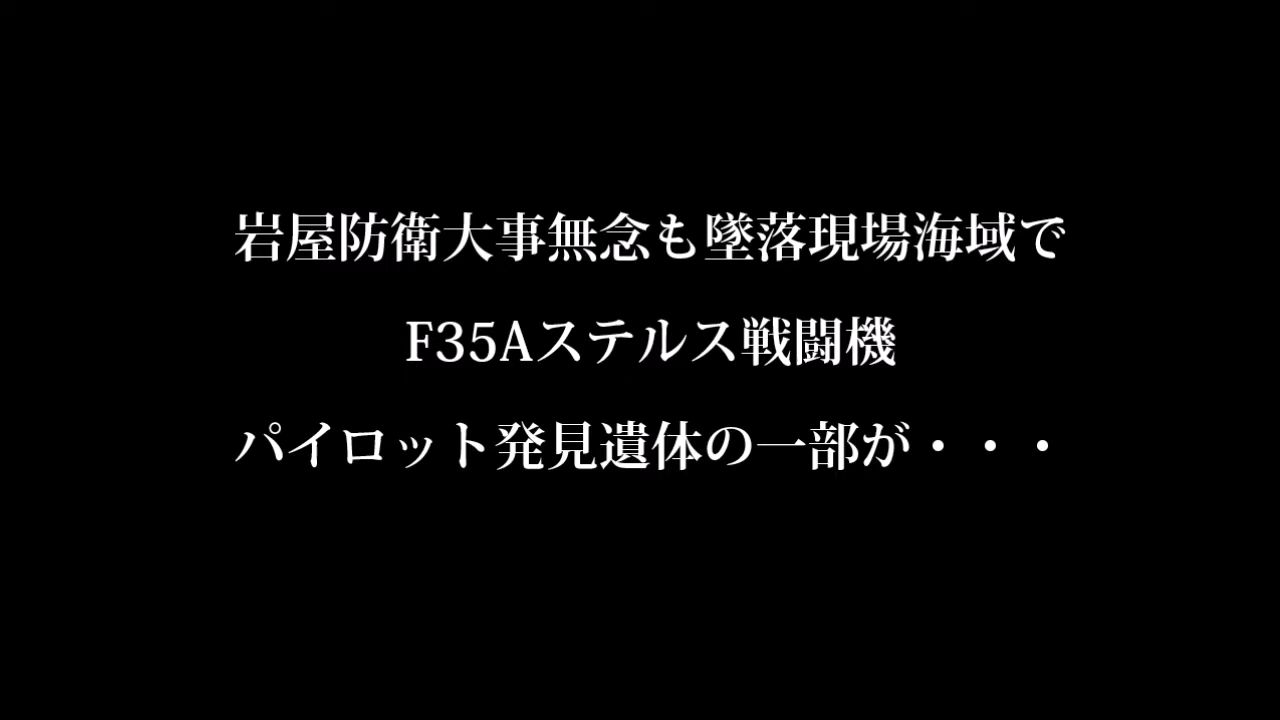 岩屋防衛大事無念も墜落現場海域で
F35Aステルス戦闘機
パイロット発見遺体の一部が・・・